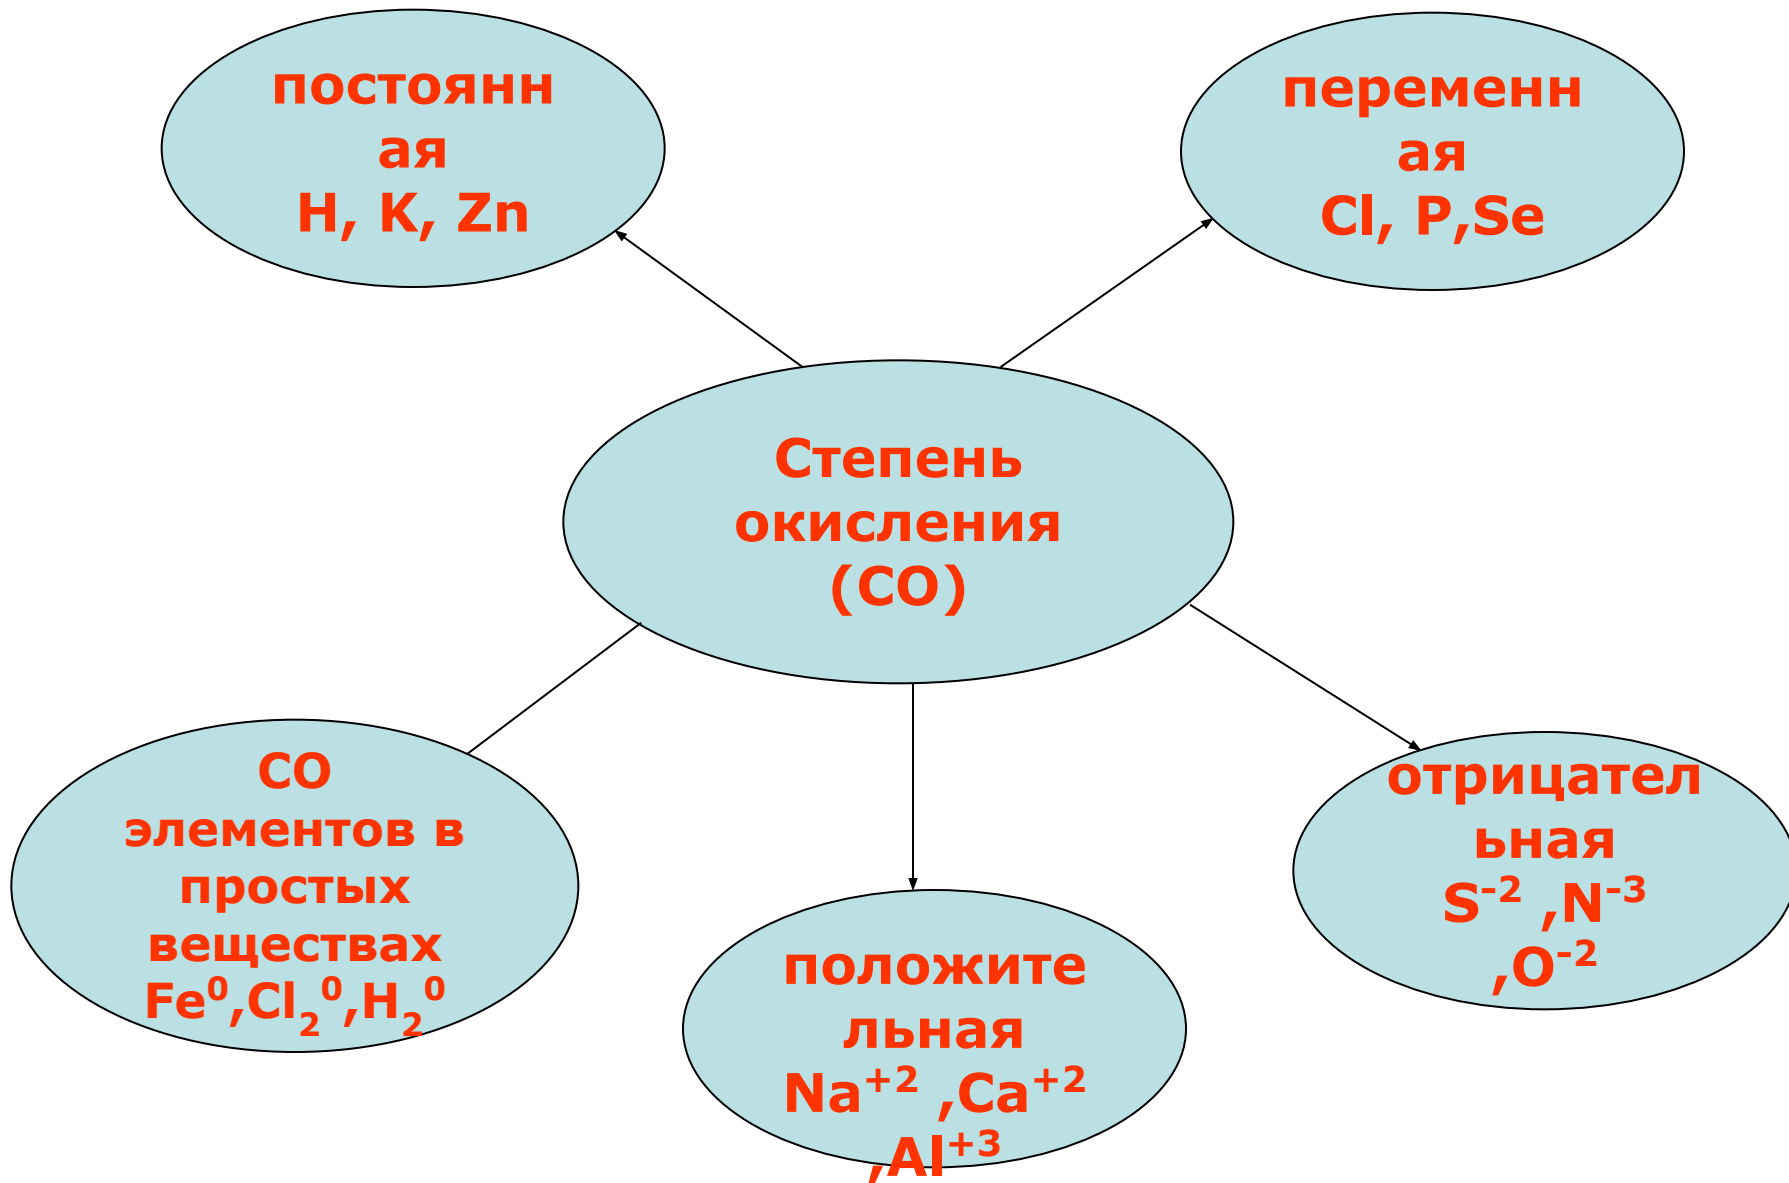 постоянн
ая
H, K, Zn
переменн
ая
Cl, P,Se
Степень
окисления
(СО)
СО
элементов в
простых
веществах
Fe⁰,Cl₂⁰,H₂⁰
положите
льная
Na⁺² ,Ca⁺²
,Al⁺³
отрицател
ьная
S⁻² ,N⁻³
,O⁻²